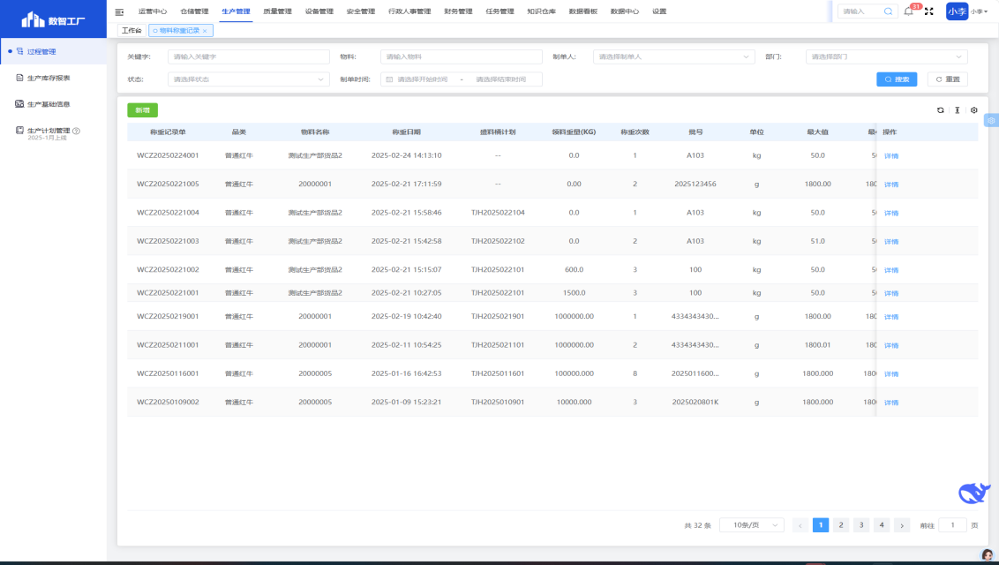 数智工厂
运营中心 仓储管理 生产管理 质量管理 设备管理 安全管理 行政人事管理 财务管理 任务管理 知识仓库 数据看板 数据中心 设置 请输入 31 小李 小李
工作台 物料称重记录 ×
过程管理
生产库存报表
生产基础信息
生产计划管理 ?
2025-1月上线
关键字: 请输入关键字 物料: 请输入物料 制单人: 请选择制单人 部门: 请选择部门
状态: 请选择状态 制单时间: 请选择开始时间 - 请选择结束时间 搜索 重置
新增
称重记录单 品类 物料名称 称重日期 盛料桶计划 领料重量(KG) 称重次数 批号 单位 最大值 操作
WCZ20250224001 普通红牛 测试生产部货品2 2025-02-24 14:13:10 -- 0.0 1 A103 kg 50.0 详情
WCZ20250221005 普通红牛 20000001 2025-02-21 17:11:59 -- 0.00 2 2025123456 g 1800.00 180 详情
WCZ20250221004 普通红牛 测试生产部货品2 2025-02-21 15:58:46 TJH2025022104 0.0 1 A103 kg 50.0 详情
WCZ20250221003 普通红牛 测试生产部货品2 2025-02-21 15:42:58 TJH2025022102 0.0 2 A103 kg 51.0 详情
WCZ20250221002 普通红牛 测试生产部货品2 2025-02-21 15:15:07 TJH2025022101 600.0 3 100 kg 50.0 详情
WCZ20250221001 普通红牛 测试生产部货品2 2025-02-21 10:27:05 TJH2025022101 1500.0 3 100 kg 50.0 详情
WCZ20250219001 普通红牛 20000001 2025-02-19 10:42:40 TJH2025021901 1000000.00 1 4334343430... g 1800.00 180 详情
WCZ20250211001 普通红牛 20000001 2025-02-11 10:54:25 TJH2025021101 1000000.00 2 4334343430... g 1800.01 180 详情
WCZ20250116001 普通红牛 20000005 2025-01-16 16:42:53 TJH2025011601 100000.000 8 2025011600... g 1800.000 180 详情
WCZ20250109002 普通红牛 20000005 2025-01-09 15:23:21 TJH2025010901 10000.000 3 2025020801K g 1800.000 180 详情
共 32 条 10条/页 < 1 2 3 4 > 前往 1 页